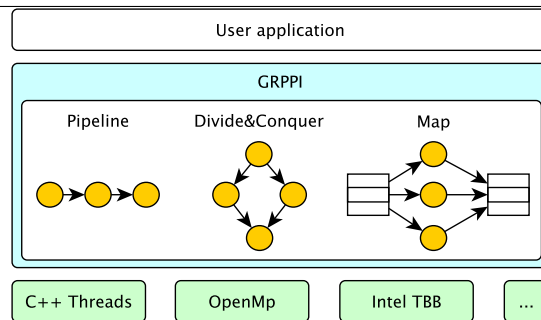 User application
GRPPI
Pipeline Divide&Conquer Map
C++ Threads OpenMp Intel TBB ...